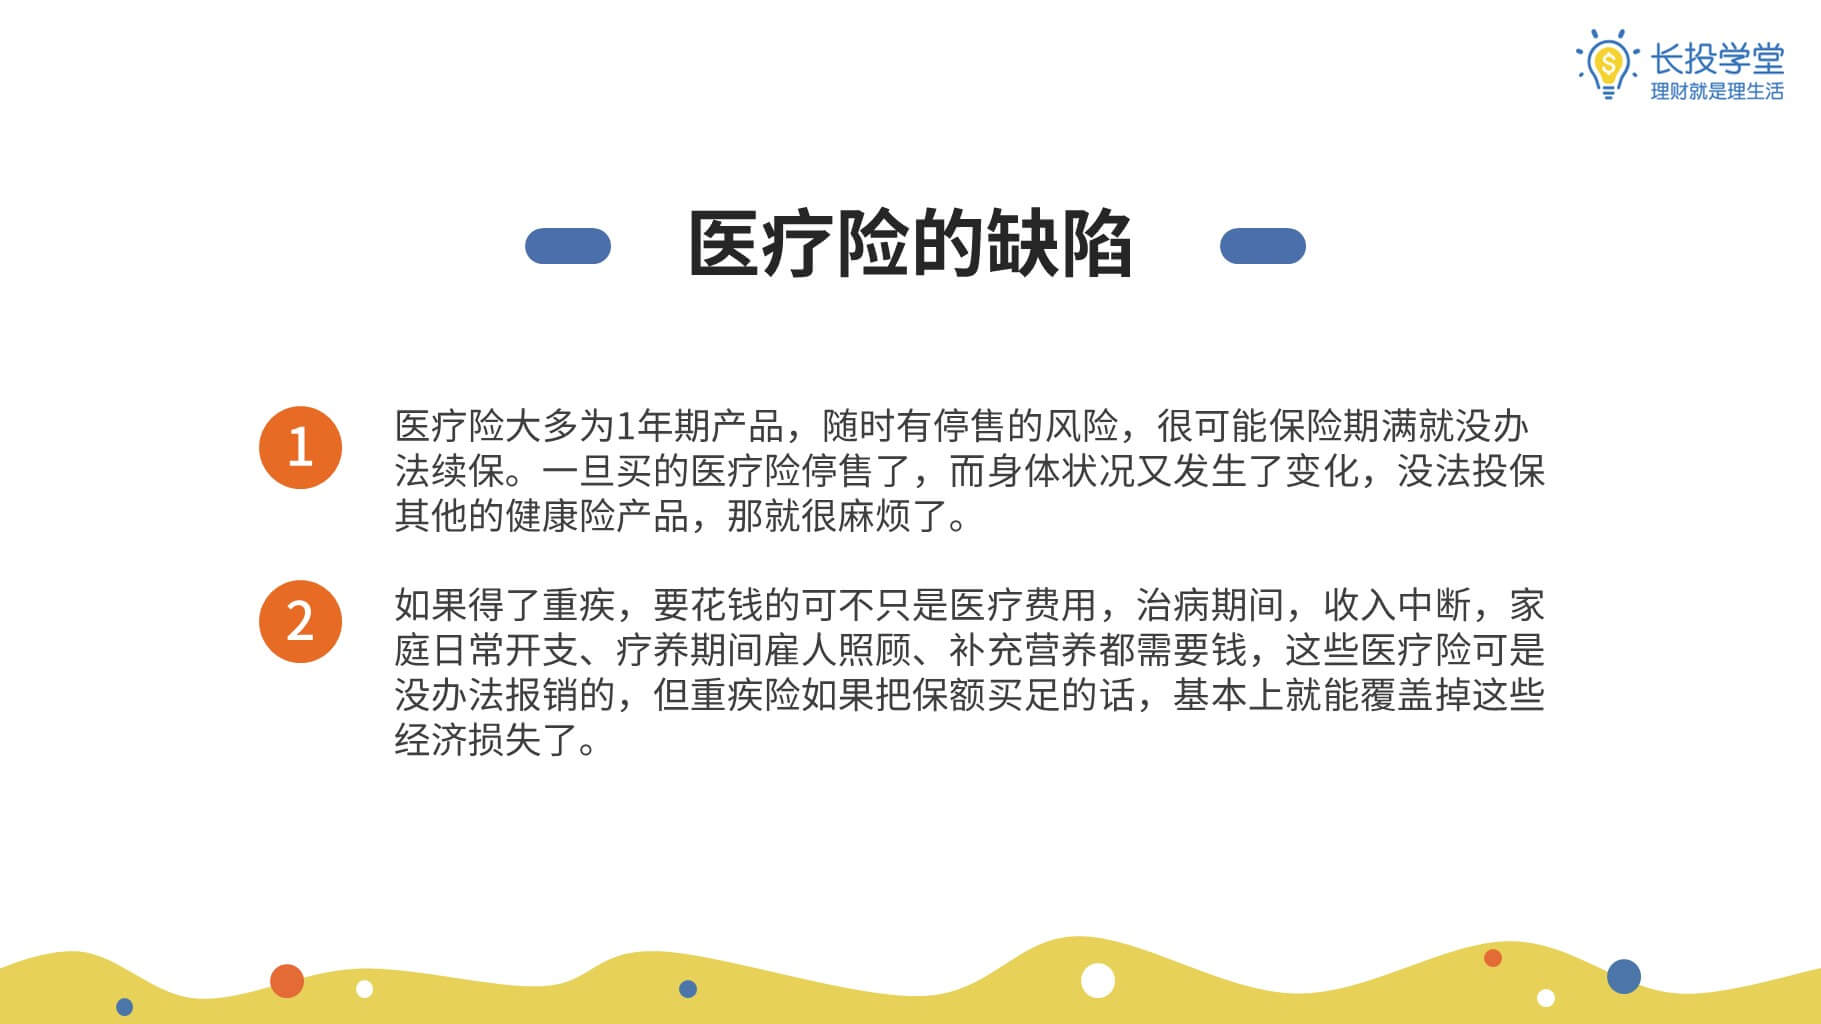 长投学堂
理财就是理生活
医疗险的缺陷
1
医疗险大多为1年期产品，随时有停售的风险，很可能保险期满就没办
法续保。一旦买的医疗险停售了，而身体状况又发生了变化，没法投保
其他的健康险产品，那就很麻烦了。
2
如果得了重疾，要花钱的可不只是医疗费用，治病期间，收入中断，家
庭日常开支、疗养期间雇人照顾、补充营养都需要钱，这些医疗险可是
没办法报销的，但重疾险如果把保额买足的话，基本上就能覆盖掉这些
经济损失了。